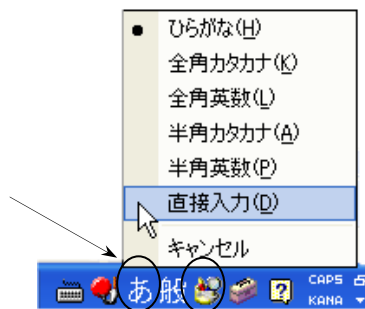 ひらがな(H)
全角カタカナ(K)
全角英数(L)
半角カタカナ(A)
半角英数(P)
直接入力(D)
キャンセル
あ 般 ? CAPS
KANA